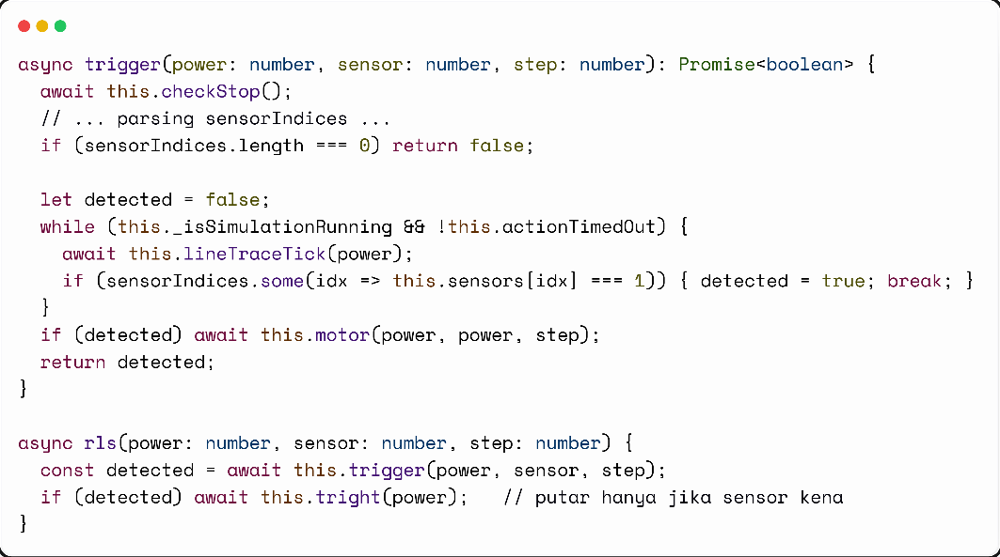 async trigger(power: number, sensor: number, step: number): Promise<boolean> {
  await this.checkStop();
  // ... parsing sensorIndices ...
  if (sensorIndices.length === 0) return false;

  let detected = false;
  while (this._isSimulationRunning && !this.actionTimedOut) {
    await this.lineTraceTick(power);
    if (sensorIndices.some(idx => this.sensors[idx] === 1)) { detected = true; break; }
  }
  if (detected) await this.motor(power, power, step);
  return detected;
}

async rls(power: number, sensor: number, step: number) {
  const detected = await this.trigger(power, sensor, step);
  if (detected) await this.tright(power);   // putar hanya jika sensor kena
}